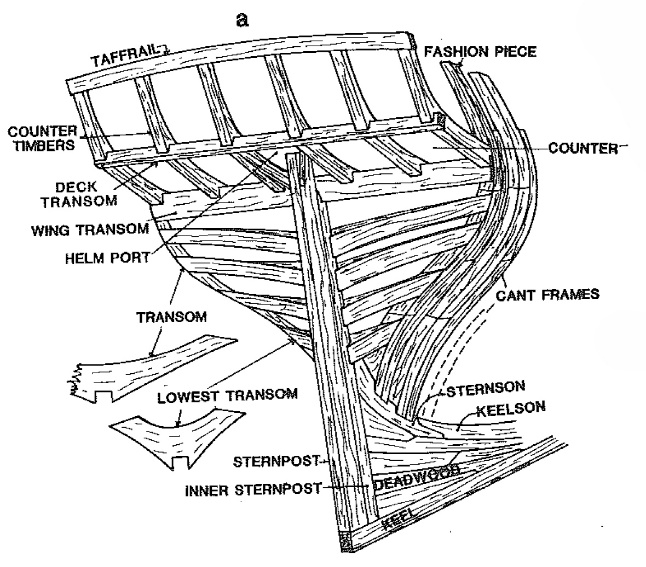 a
TAFFRAIL
FASHION PIECE
COUNTER
TIMBERS
COUNTER
DECK
TRANSOM
WING TRANSOM
HELM PORT
CANT FRAMES
TRANSOM
STERNSON
LOWEST TRANSOM
KEELSON
STERNPOST
DEADWOOD
INNER STERNPOST
KEEL